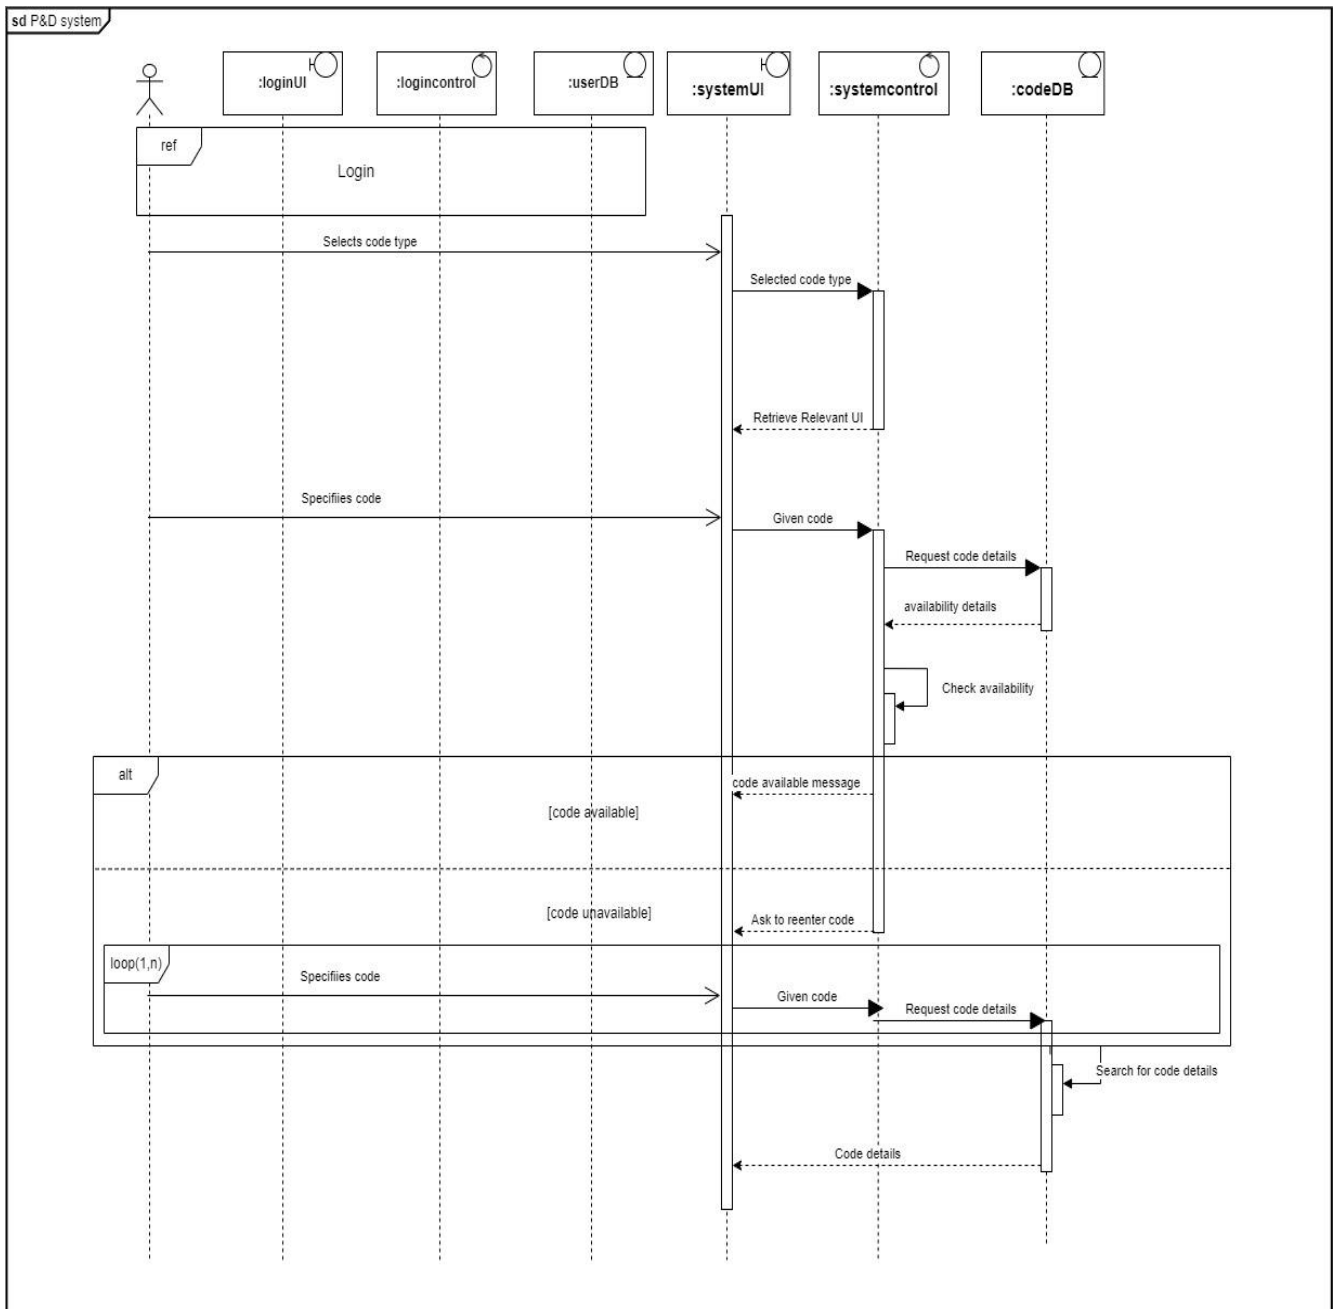 sd P&D system
:loginUI
:logincontrol
:userDB
:systemUI
:systemcontrol
:codeDB
ref
Login
Selects code type
Selected code type
Retrieve Relevant UI
Specifiies code
Given code
Request code details
availability details
Check availability
alt
code available message
[code available]
[code unavailable]
Ask to reenter code
loop(1,n)
Specifiies code
Given code
Request code details
Search for code details
Code details